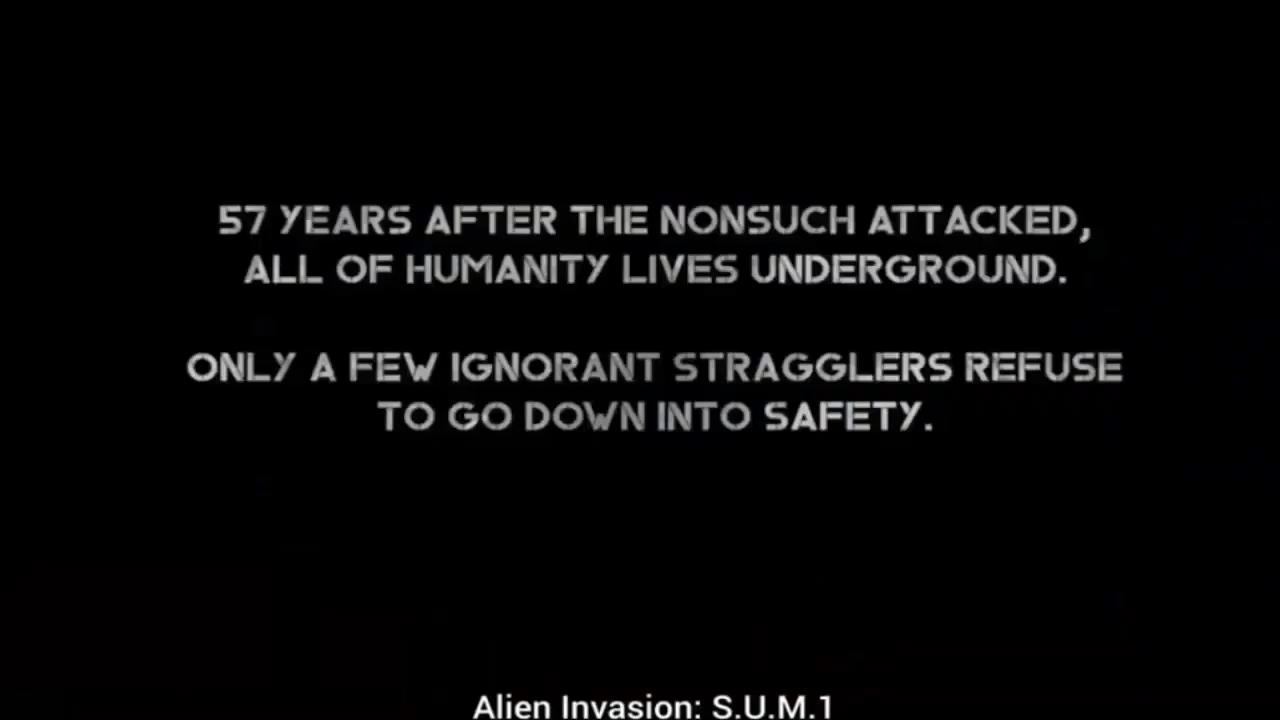 57 YEARS AFTER THE NONSUCH ATTACKED,
ALL OF HUMANITY LIVES UNDERGROUND.
ONLY A FEW IGNORANT STRAGGLERS REFUSE
TO GO DOWN INTO SAFETY.
Alien Invasion: S.U.M.1